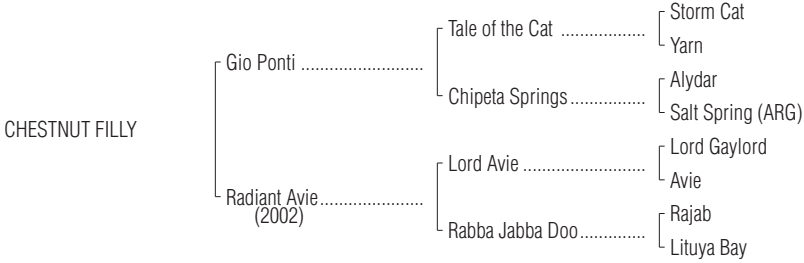 Storm Cat
Tale of the Cat ..................
Yarn
Gio Ponti ..........................
Alydar
Chipeta Springs................
Salt Spring (ARG)
CHESTNUT FILLY
Lord Gaylord
Lord Avie ..........................
Avie
Radiant Avie......................
(2002)
Rajab
Rabba Jabba Doo..............
Lituya Bay